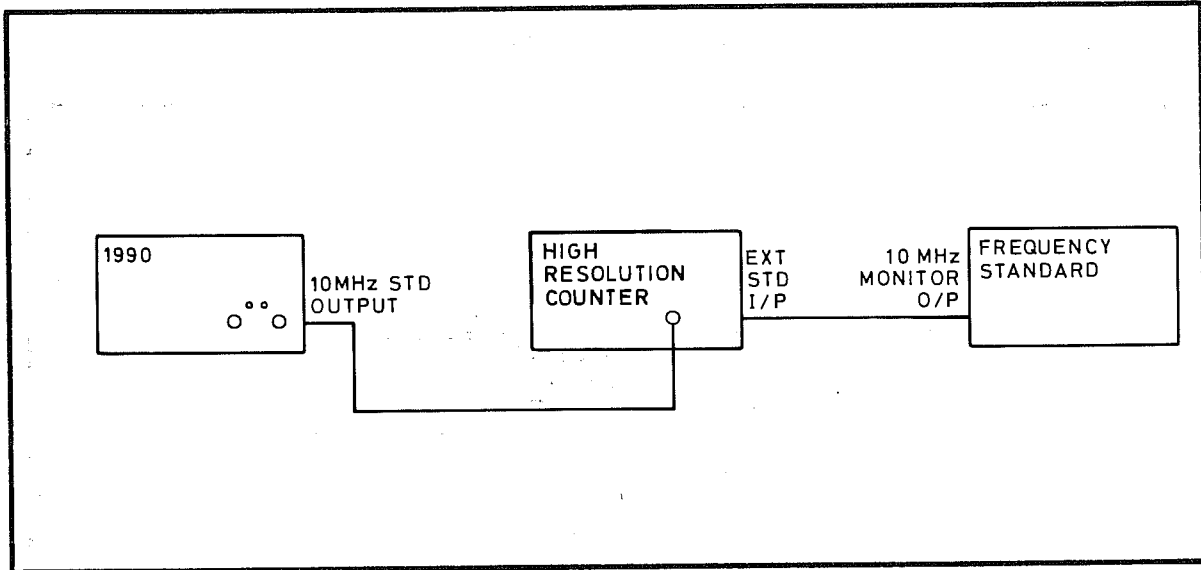 1990
10MHz STD
OUTPUT
HIGH
RESOLUTION
COUNTER
EXT
STD
I/P
10 MHz
MONITOR
O/P
FREQUENCY
STANDARD